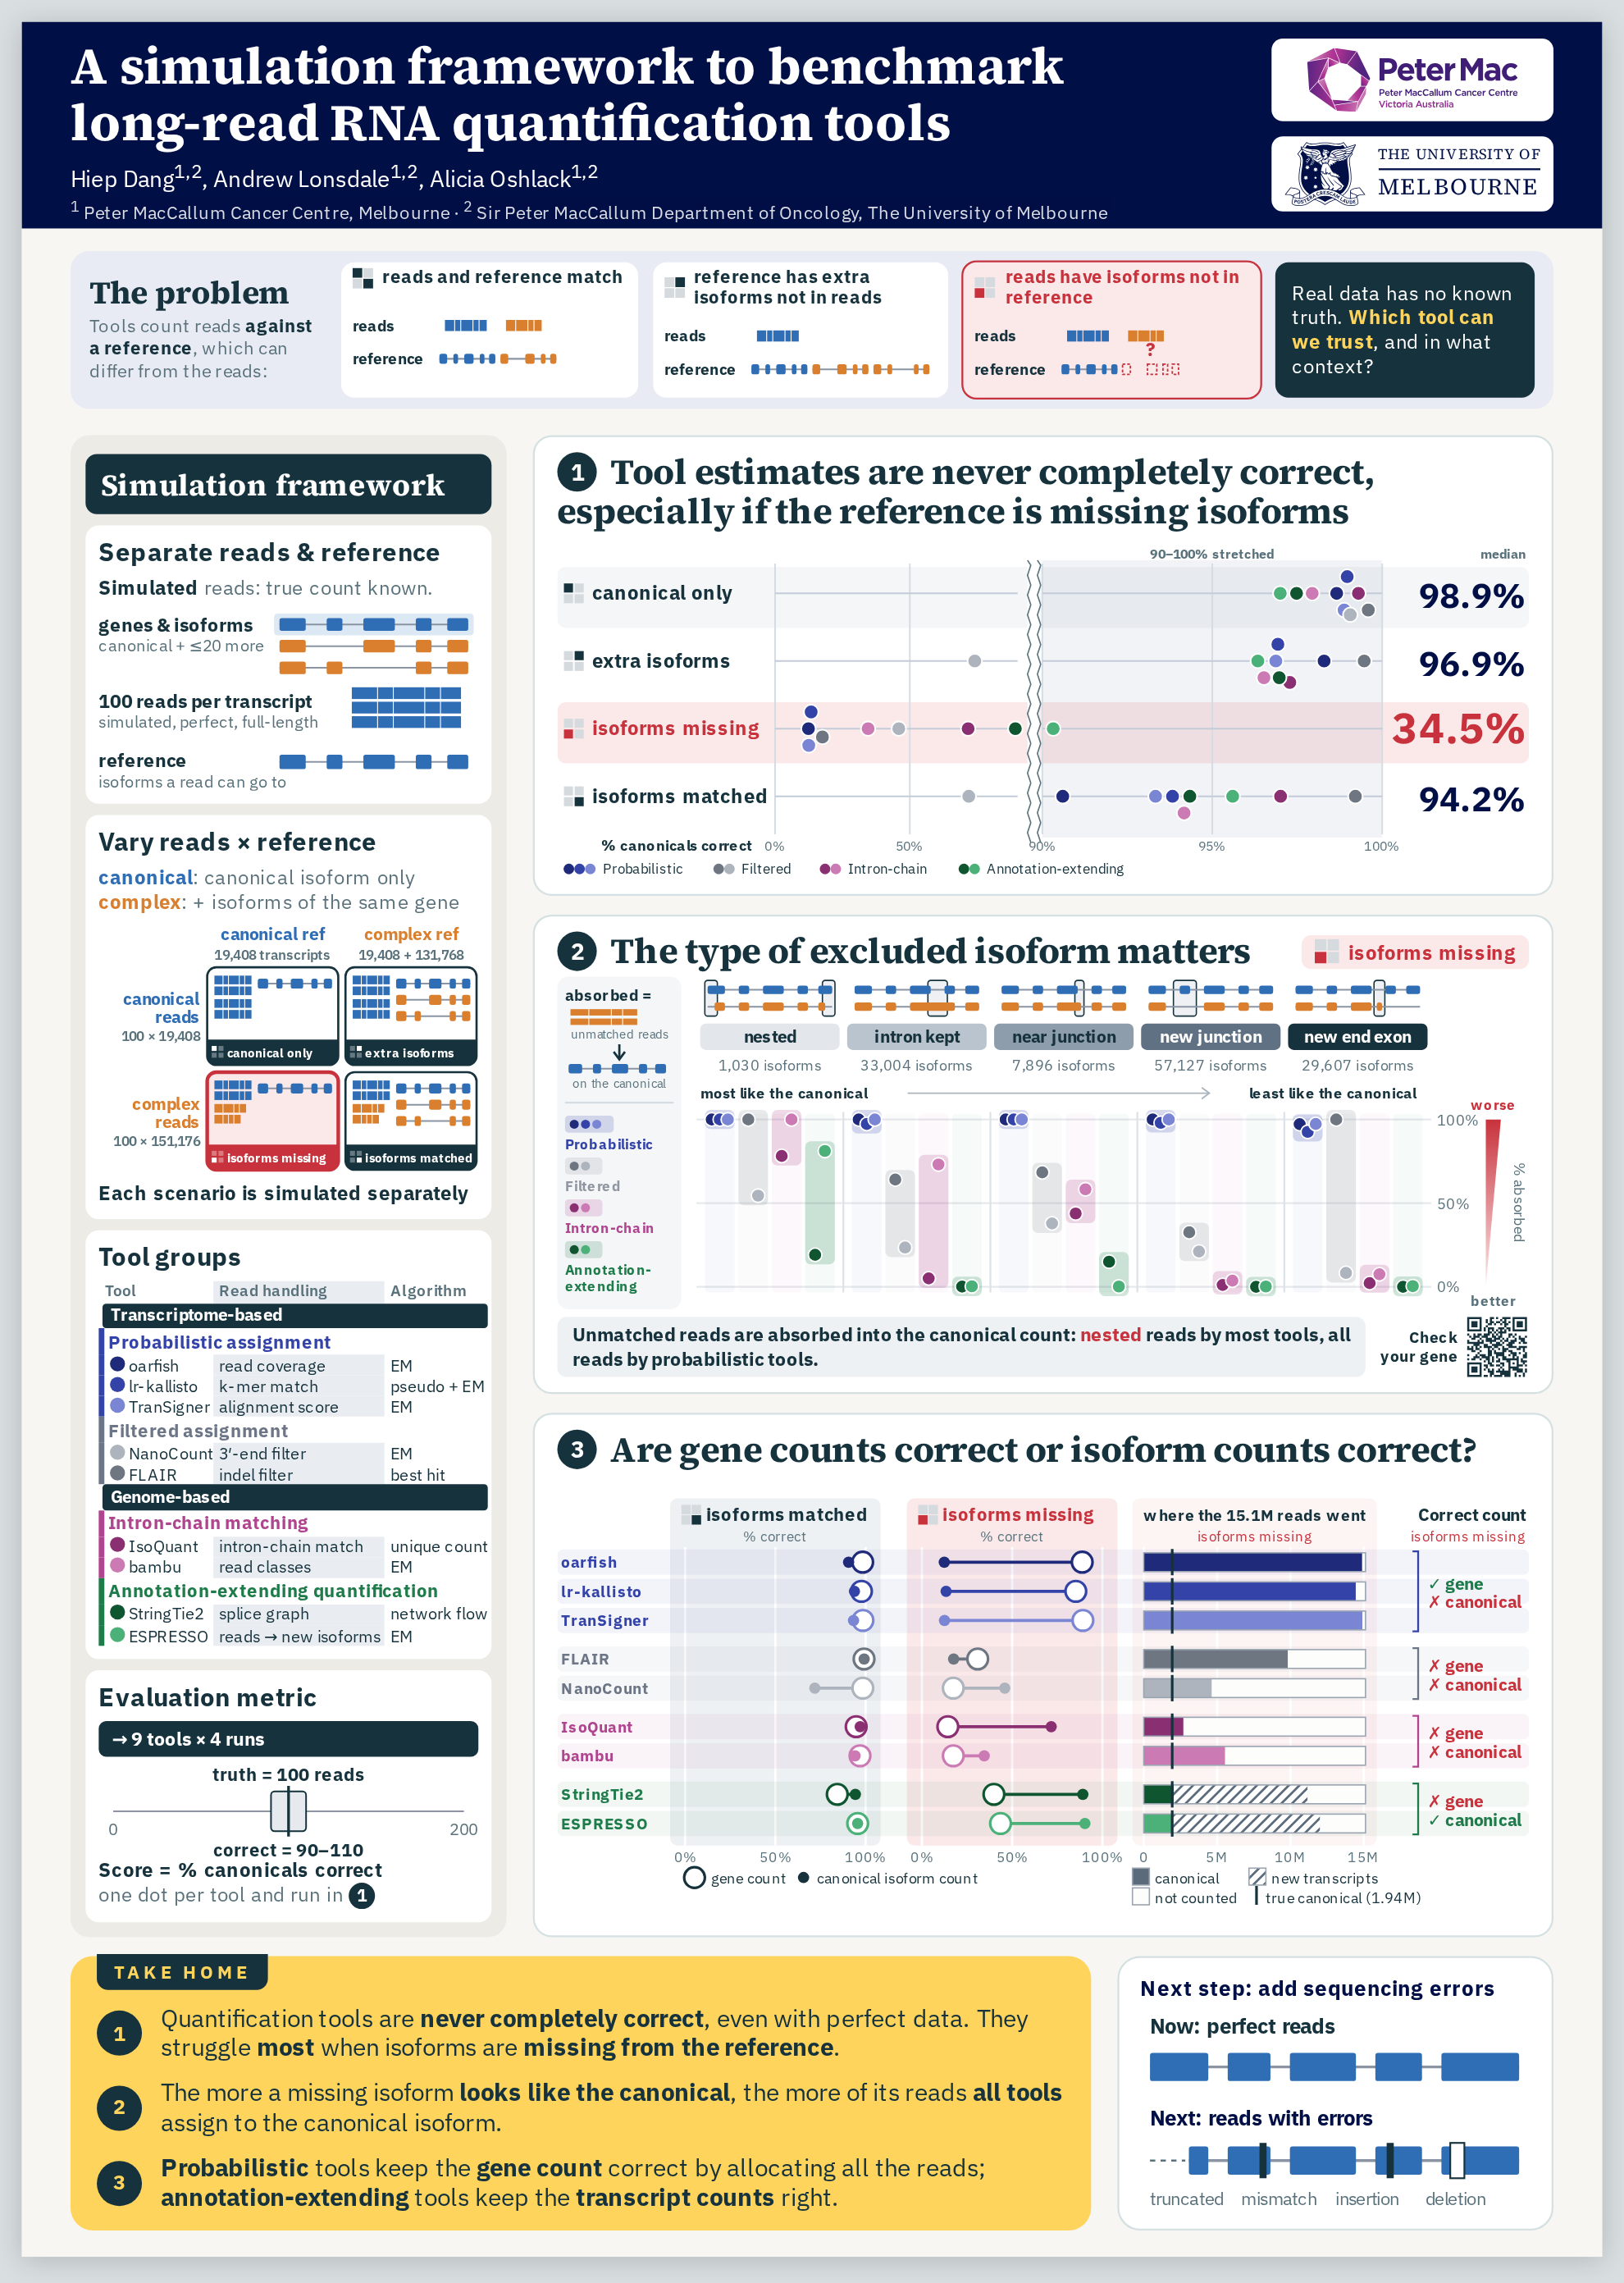 A simulation framework to benchmark
long-read RNA quantification tools
Hiep Dang1,2, Andrew Lonsdale1,2, Alicia Oshlack1,2
1 Peter MacCallum Cancer Centre, Melbourne · 2 Sir Peter MacCallum Department of Oncology, The University of Melbourne
Peter Mac
Peter MacCallum Cancer Centre
Victoria Australia
THE UNIVERSITY OF
MELBOURNE
The problem
Tools count reads against
a reference, which can
differ from the reads:
reads and reference match
reads
reference
reference has extra
isoforms not in reads
reads
reference
reads have isoforms not in
reference
reads
?
reference
Real data has no known
truth. Which tool can
we trust, and in what
context?
Simulation framework
Separate reads & reference
Simulated reads: true count known.
genes & isoforms
canonical + ≤20 more
100 reads per transcript
simulated, perfect, full-length
reference
isoforms a read can go to
Vary reads × reference
canonical: canonical isoform only
complex: + isoforms of the same gene
canonical ref
19,408 transcripts
complex ref
19,408 + 131,768
canonical
reads
100 × 19,408
canonical only
extra isoforms
complex
reads
100 × 151,176
isoforms missing
isoforms matched
Each scenario is simulated separately
Tool groups
Tool Read handling Algorithm
Transcriptome-based
Probabilistic assignment
oarfish read coverage EM
lr-kallisto k-mer match pseudo + EM
TranSigner alignment score EM
Filtered assignment
NanoCount 3′-end filter EM
FLAIR indel filter best hit
Genome-based
Intron-chain matching
IsoQuant intron-chain match unique count
bambu read classes EM
Annotation-extending quantification
StringTie2 splice graph network flow
ESPRESSO reads → new isoforms EM
Evaluation metric
→ 9 tools × 4 runs
truth = 100 reads
0 200
correct = 90–110
Score = % canonicals correct
one dot per tool and run in 1
1 Tool estimates are never completely correct,
especially if the reference is missing isoforms
90–100% stretched median
canonical only 98.9%
extra isoforms 96.9%
isoforms missing 34.5%
isoforms matched 94.2%
% canonicals correct 0% 50% 90% 95% 100%
Probabilistic Filtered Intron-chain Annotation-extending
2 The type of excluded isoform matters
isoforms missing
absorbed =
unmatched reads
on the canonical
nested intron kept near junction new junction new end exon
1,030 isoforms 33,004 isoforms 7,896 isoforms 57,127 isoforms 29,607 isoforms
most like the canonical least like the canonical
Probabilistic
Filtered
Intron-chain
Annotation-
extending
100%
50%
0%
worse
% absorbed
better
Unmatched reads are absorbed into the canonical count: nested reads by most tools, all
reads by probabilistic tools.
Check
your gene
3 Are gene counts correct or isoform counts correct?
isoforms matched
% correct
isoforms missing
% correct
where the 15.1M reads went
isoforms missing
Correct count
isoforms missing
oarfish
lr-kallisto
TranSigner
✓ gene
✗ canonical
FLAIR
NanoCount
✗ gene
✗ canonical
IsoQuant
bambu
✗ gene
✗ canonical
StringTie2
ESPRESSO
✗ gene
✓ canonical
0% 50% 100% 0% 50% 100% 0 5M 10M 15M
gene count canonical isoform count
canonical new transcripts
not counted true canonical (1.94M)
TAKE HOME
1 Quantification tools are never completely correct, even with perfect data. They
struggle most when isoforms are missing from the reference.
2 The more a missing isoform looks like the canonical, the more of its reads all tools
assign to the canonical isoform.
3 Probabilistic tools keep the gene count correct by allocating all the reads;
annotation-extending tools keep the transcript counts right.
Next step: add sequencing errors
Now: perfect reads
Next: reads with errors
truncated mismatch insertion deletion